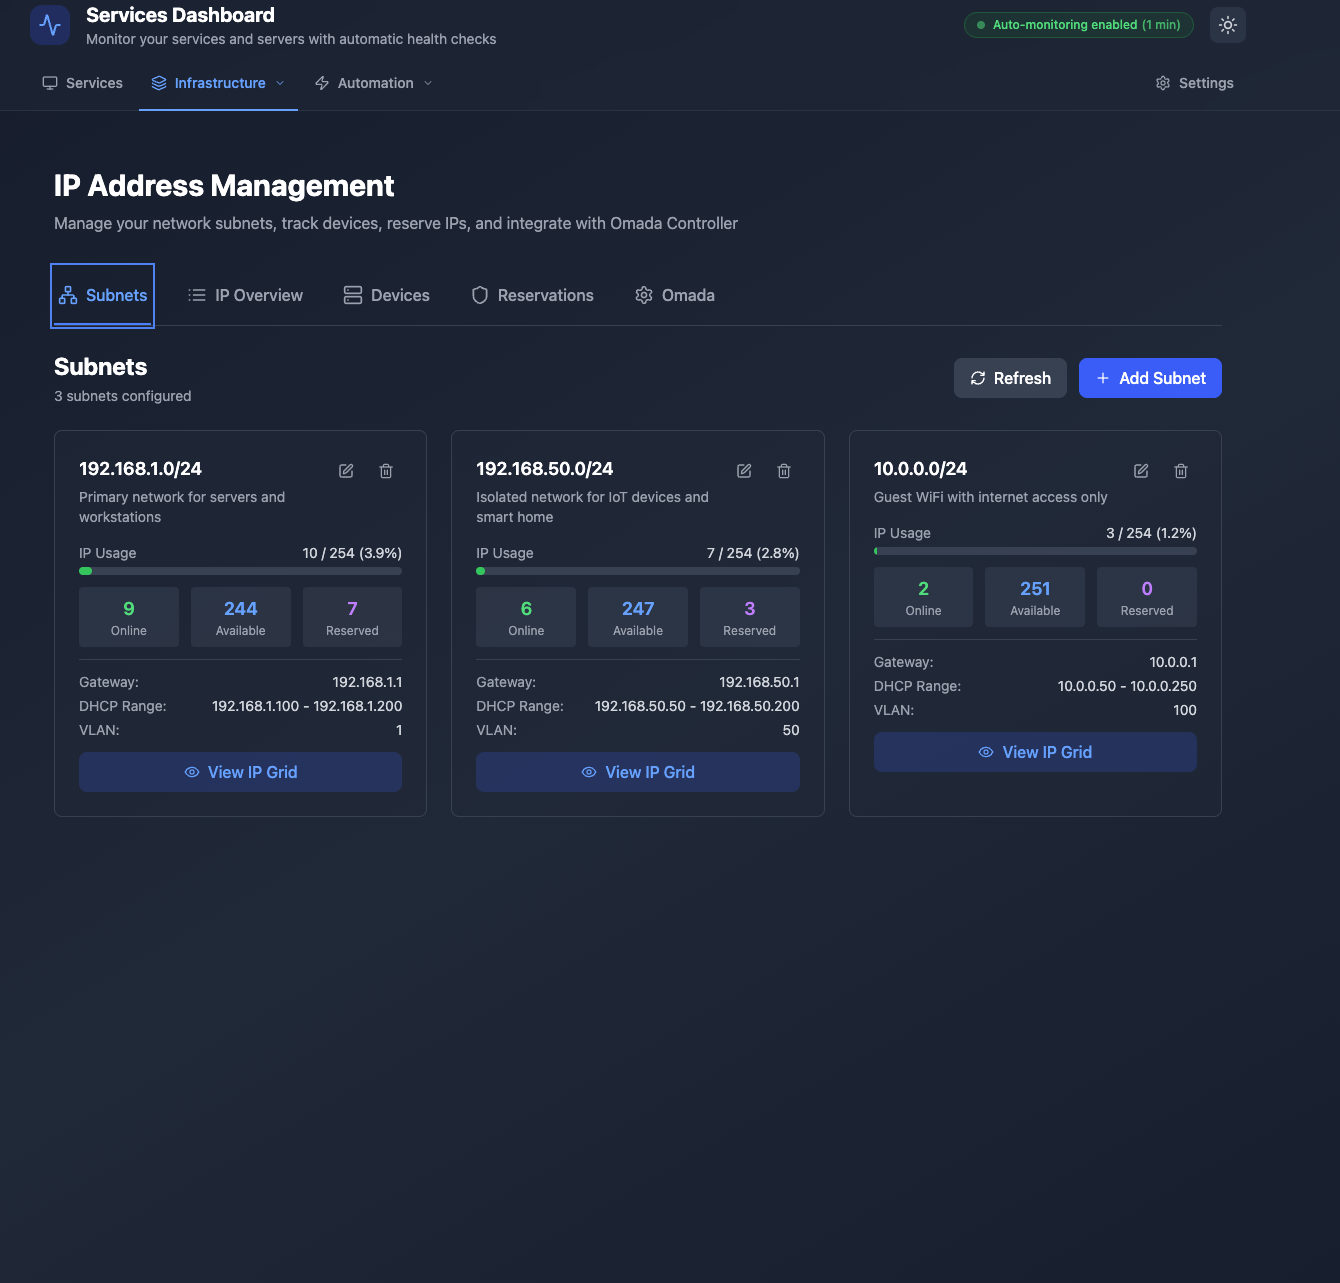 Services Dashboard
Monitor your services and servers with automatic health checks
Auto-monitoring enabled (1 min)
Services
Infrastructure
Automation
Settings
IP Address Management
Manage your network subnets, track devices, reserve IPs, and integrate with Omada Controller
Subnets
IP Overview
Devices
Reservations
Omada
Subnets
3 subnets configured
Refresh
Add Subnet
192.168.1.0/24
Primary network for servers and
workstations
IP Usage
10 / 254 (3.9%)
9
Online
244
Available
7
Reserved
Gateway:
192.168.1.1
DHCP Range:
192.168.1.100 - 192.168.1.200
VLAN:
1
View IP Grid
192.168.50.0/24
Isolated network for IoT devices and
smart home
IP Usage
7 / 254 (2.8%)
6
Online
247
Available
3
Reserved
Gateway:
192.168.50.1
DHCP Range:
192.168.50.50 - 192.168.50.200
VLAN:
50
View IP Grid
10.0.0.0/24
Guest WiFi with internet access only
IP Usage
3 / 254 (1.2%)
2
Online
251
Available
0
Reserved
Gateway:
10.0.0.1
DHCP Range:
10.0.0.50 - 10.0.0.250
VLAN:
100
View IP Grid